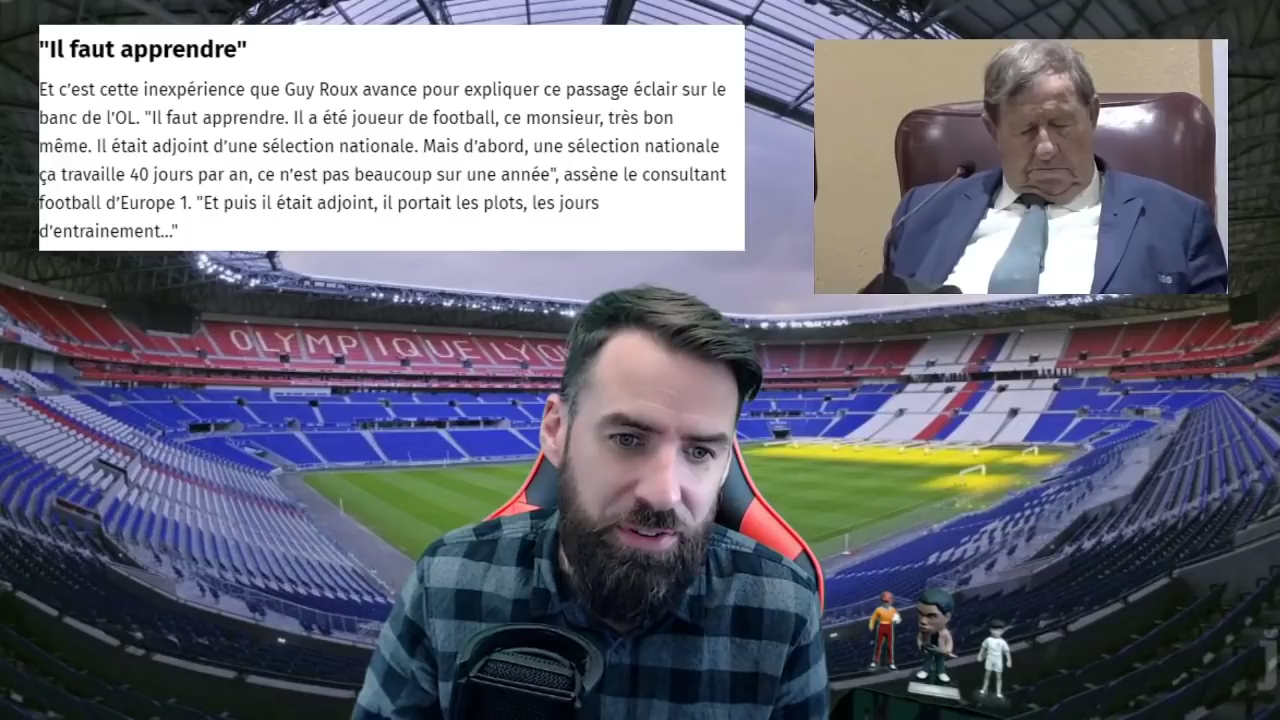 "Il faut apprendre"
Et c’est cette inexpérience que Guy Roux avance pour expliquer ce passage éclair sur le
banc de l’OL. "Il faut apprendre. Il a été joueur de football, ce monsieur, très bon
même. Il était adjoint d’une sélection nationale. Mais d’abord, une sélection nationale
ça travaille 40 jours par an, ce n’est pas beaucoup sur une année", assène le consultant
football d’Europe 1. "Et puis il était adjoint, il portait les plots, les jours
d’entrainement..."
OLYMPIQUE LYO